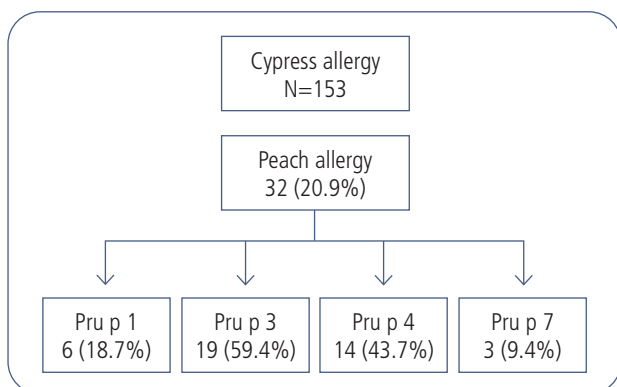 Cypress allergy
N=153
Peach allergy
32 (20.9%)
Pru p 1
6 (18.7%)
Pru p 3
19 (59.4%)
Pru p 4
14 (43.7%)
Pru p 7
3 (9.4%)